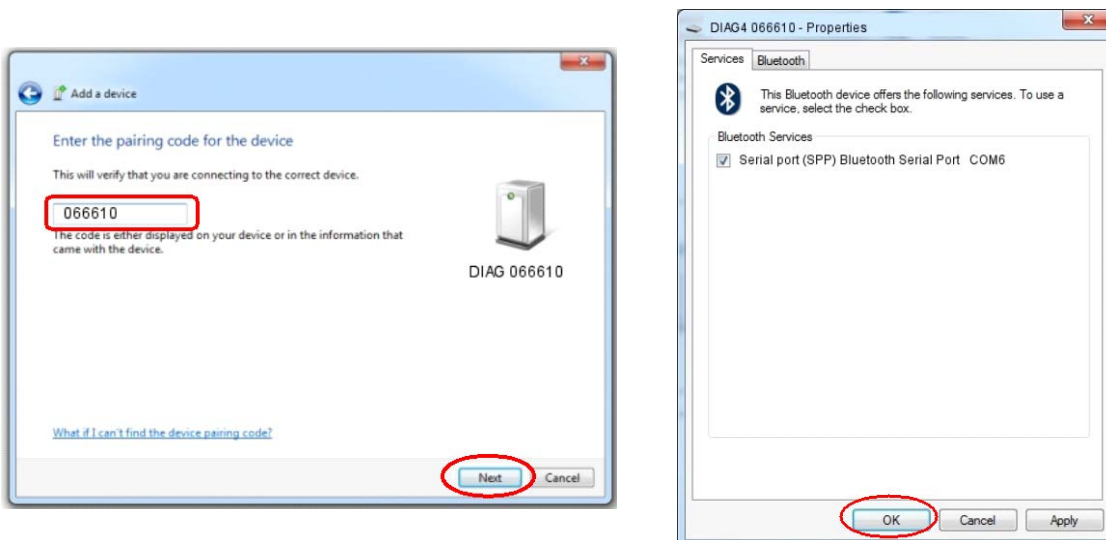 Add a device
Enter the pairing code for the device
This will verify that you are connecting to the correct device.
066610
The code is either displayed on your device or in the information that
came with the device.
DIAG 066610
What if I can't find the device pairing code?
Next
Cancel
DIAG4 066610 - Properties
Services
Bluetooth
This Bluetooth device offers the following services. To use a
service, select the check box.
Bluetooth Services
Serial port (SPP) Bluetooth Serial Port COM6
OK
Cancel
Apply